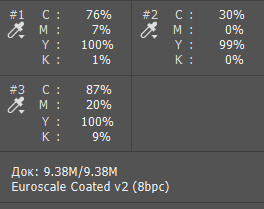 #1 C : 76% #2 C : 30%
M : 7% M : 0%
Y : 100% Y : 99%
K : 1% K : 0%
#3 C : 87%
M : 20%
Y : 100%
K : 9%
Док: 9.38M/9.38M
Euroscale Coated v2 (8bpc)